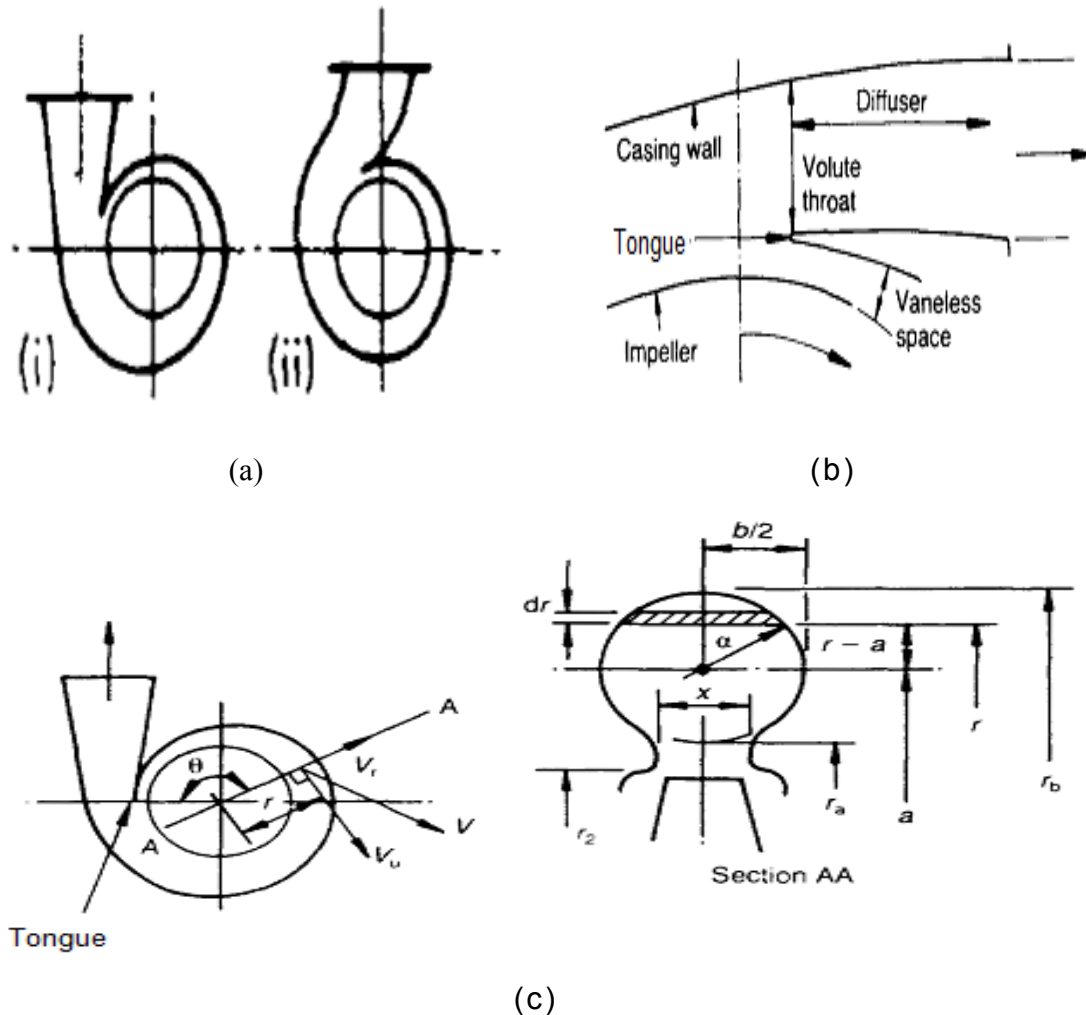 (i)
(ii)
(a)
Casing wall
Diffuser
Volute
throat
Tongue
Impeller
Vaneless
space
(b)
A
θ
r
V_r
V
V_u
A
Tongue
b/2
dr
α
r − a
x
r
r_b
r_a
a
r_2
Section AA
(c)